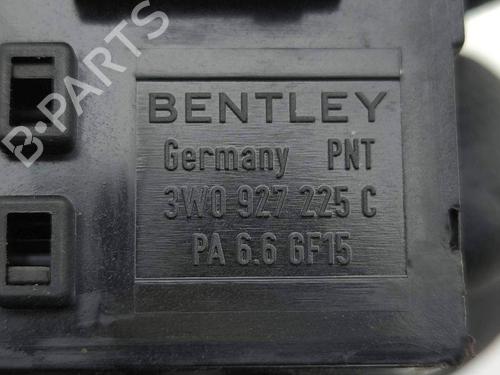 BENTLEY
Germany PNT
3W0 927 225 C
PA 6.6 GF15
B-PARTS